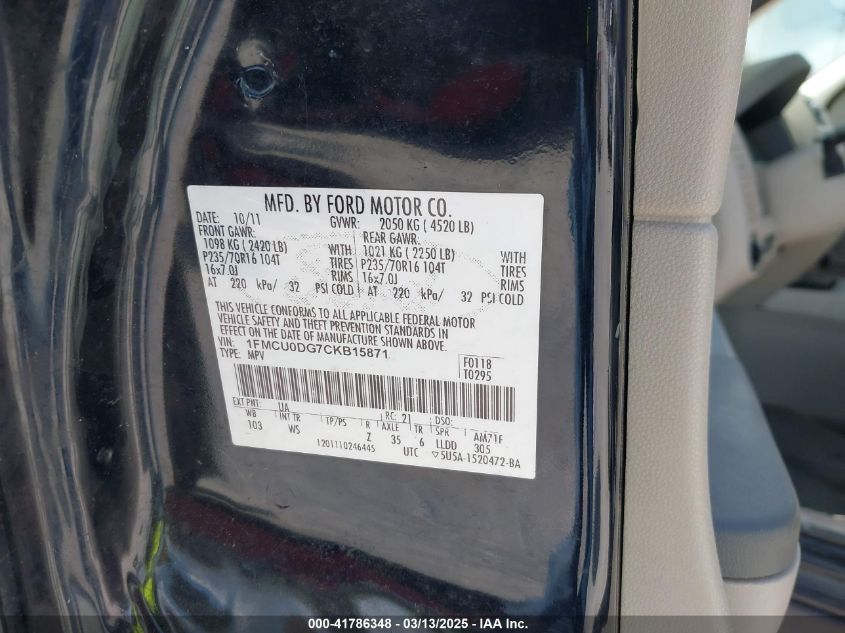 MFD. BY FORD MOTOR CO.
DATE: 10/11 GVWR: 2050 KG ( 4520 LB)
FRONT GAWR: REAR GAWR:
1098 KG ( 2420 LB) WITH 1021 KG ( 2250 LB) WITH
P235/70R16 104T TIRES P235/70R16 104T TIRES
16x7.0J RIMS 16x7.0J RIMS
AT 220 kPa/ 32 PSI COLD AT 220 kPa/ 32 PSI COLD
THIS VEHICLE CONFORMS TO ALL APPLICABLE FEDERAL MOTOR
VEHICLE SAFETY AND THEFT PREVENTION STANDARDS IN
EFFECT ON THE DATE OF MANUFACTURE SHOWN ABOVE.
VIN: 1FMCU0DG7CKB15871
TYPE: MPV
F0118
T0295
EXT PNT: UA RC: 21 DSO:
WB INT TR TP/PS R AXLE TR SPR AM71F
103 WS Z 35 6 LLDD 305
1201110246445 UTC ▽5U5A-1520472-BA
000-41786348 - 03/13/2025 - IAA Inc.